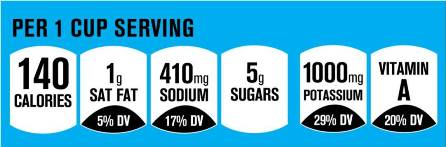 PER 1 CUP SERVING
140
CALORIES
1g
SAT FAT
5% DV
410mg
SODIUM
17% DV
5g
SUGARS
1000mg
POTASSIUM
29% DV
VITAMIN
A
20% DV